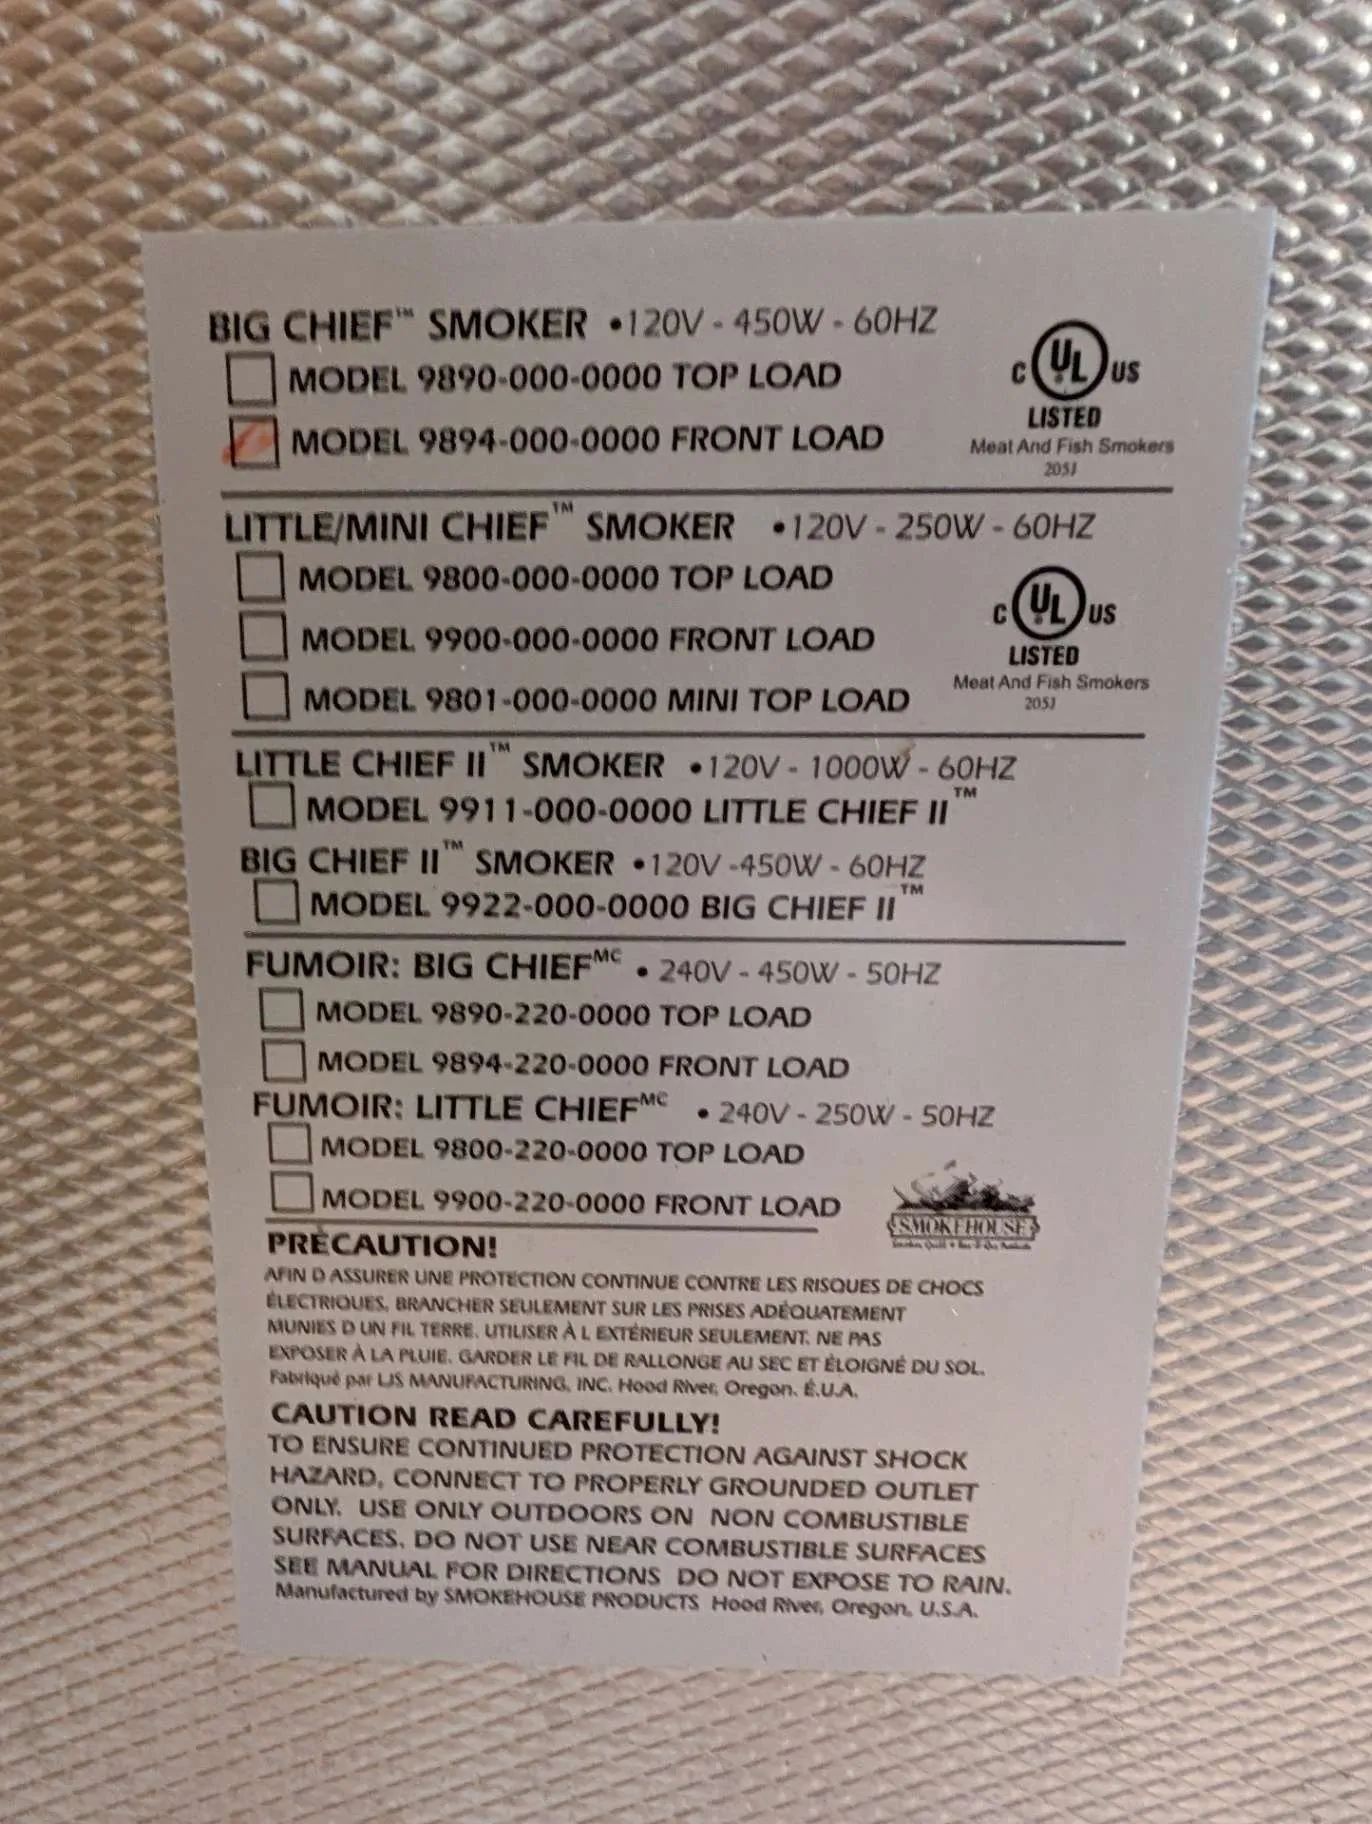 BIG CHIEF™ SMOKER •120V - 450W - 60HZ
MODEL 9890-000-0000 TOP LOAD
MODEL 9894-000-0000 FRONT LOAD
C UL US
LISTED
Meat And Fish Smokers
205J
LITTLE/MINI CHIEF™ SMOKER •120V - 250W - 60HZ
MODEL 9800-000-0000 TOP LOAD
MODEL 9900-000-0000 FRONT LOAD
MODEL 9801-000-0000 MINI TOP LOAD
C UL US
LISTED
Meat And Fish Smokers
205J
LITTLE CHIEF II™ SMOKER •120V - 1000W - 60HZ
MODEL 9911-000-0000 LITTLE CHIEF II™
BIG CHIEF II™ SMOKER •120V -450W - 60HZ
MODEL 9922-000-0000 BIG CHIEF II™
FUMOIR: BIG CHIEFᴹᶜ • 240V - 450W - 50HZ
MODEL 9890-220-0000 TOP LOAD
MODEL 9894-220-0000 FRONT LOAD
FUMOIR: LITTLE CHIEFᴹᶜ • 240V - 250W - 50HZ
MODEL 9800-220-0000 TOP LOAD
MODEL 9900-220-0000 FRONT LOAD
SMOKEHOUSE
PRÈCAUTION!
AFIN D ASSURER UNE PROTECTION CONTINUE CONTRE LES RISQUES DE CHOCS
ÉLECTRIQUES, BRANCHER SEULEMENT SUR LES PRISES ADÉQUATEMENT
MUNIES D UN FIL TERRE. UTILISER À L EXTÉRIEUR SEULEMENT. NE PAS
EXPOSER À LA PLUIE. GARDER LE FIL DE RALLONGE AU SEC ET ÉLOIGNÉ DU SOL.
Fabriqué par LJS MANUFACTURING, INC. Hood River, Oregon. É.U.A.
CAUTION READ CAREFULLY!
TO ENSURE CONTINUED PROTECTION AGAINST SHOCK
HAZARD, CONNECT TO PROPERLY GROUNDED OUTLET
ONLY. USE ONLY OUTDOORS ON NON COMBUSTIBLE
SURFACES. DO NOT USE NEAR COMBUSTIBLE SURFACES
SEE MANUAL FOR DIRECTIONS DO NOT EXPOSE TO RAIN.
Manufactured by SMOKEHOUSE PRODUCTS Hood River, Oregon, U.S.A.